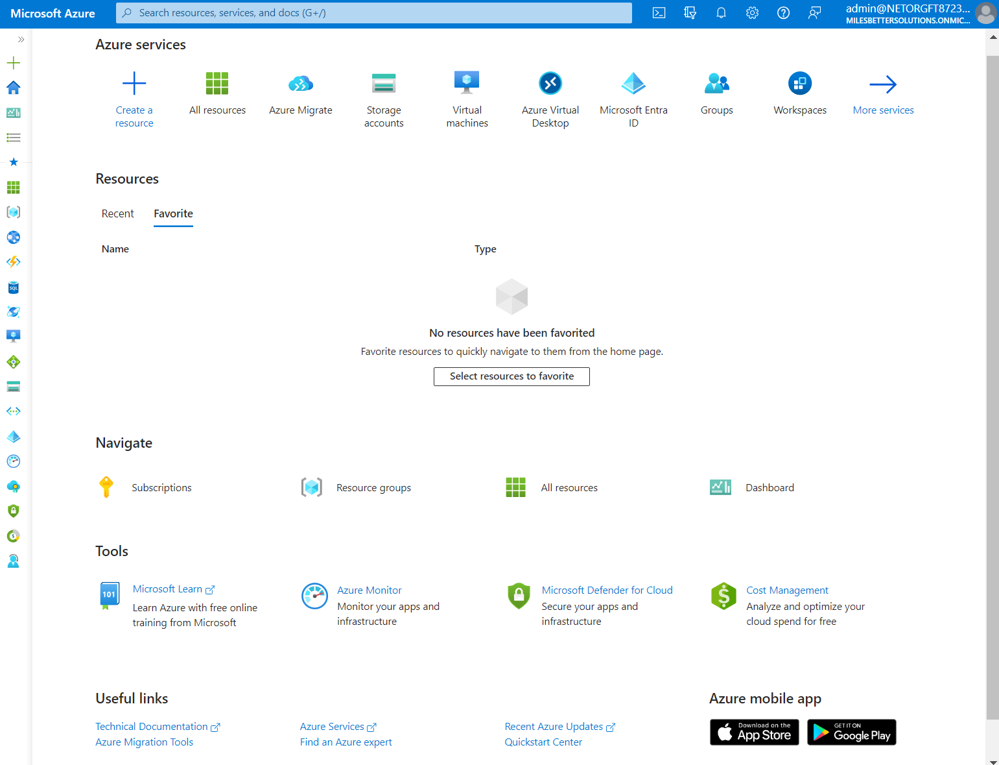 Microsoft Azure
Search resources, services, and docs (G+/)
admin@NETORGFT8723...
MILESBETTERSOLUTIONS.ONMIC...
Azure services
Create a
resource
All resources
Azure Migrate
Storage
accounts
Virtual
machines
Azure Virtual
Desktop
Microsoft Entra
ID
Groups
Workspaces
More services
Resources
Recent
Favorite
Name
Type
No resources have been favorited
Favorite resources to quickly navigate to them from the home page.
Select resources to favorite
Navigate
Subscriptions
Resource groups
All resources
Dashboard
Tools
101
Microsoft Learn
Learn Azure with free online
training from Microsoft
Azure Monitor
Monitor your apps and
infrastructure
Microsoft Defender for Cloud
Secure your apps and
infrastructure
Cost Management
Analyze and optimize your
cloud spend for free
SQL
Useful links
Technical Documentation
Azure Migration Tools
Azure Services
Find an Azure expert
Recent Azure Updates
Quickstart Center
Azure mobile app
Download on the
App Store
GET IT ON
Google Play